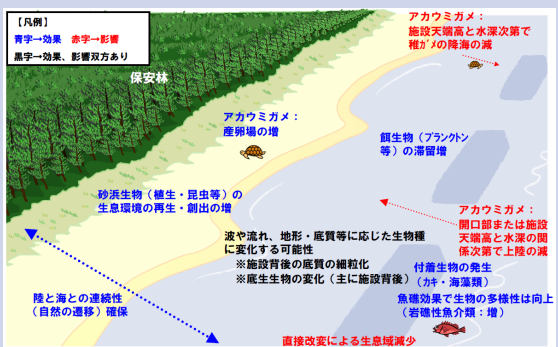 【凡例】
青字→効果　赤字→影響
黒字→効果、影響双方あり
保安林
アカウミガメ：
施設天端高と水深次第で
稚ｶﾞﾒの降海の減
アカウミガメ：
産卵場の増
餌生物（ﾌﾟﾗﾝｸﾄﾝ
等）の滞留増
砂浜生物（植生・昆虫等）の
生息環境の再生・創出の増
アカウミガメ：
開口部または施設
天端高と水深の関
係次第で上陸の減
波や流れ、地形・底質等に応じた生物種
に変化する可能性
※施設背後の底質の細粒化
※底生生物の変化（主に施設背後）
付着生物の発生
（ｶｷ・海藻類）
陸と海との連続性
（自然の遷移）確保
魚礁効果で生物の多様性は向上
（岩礁性魚介類：増）
直接改変による生息域減少